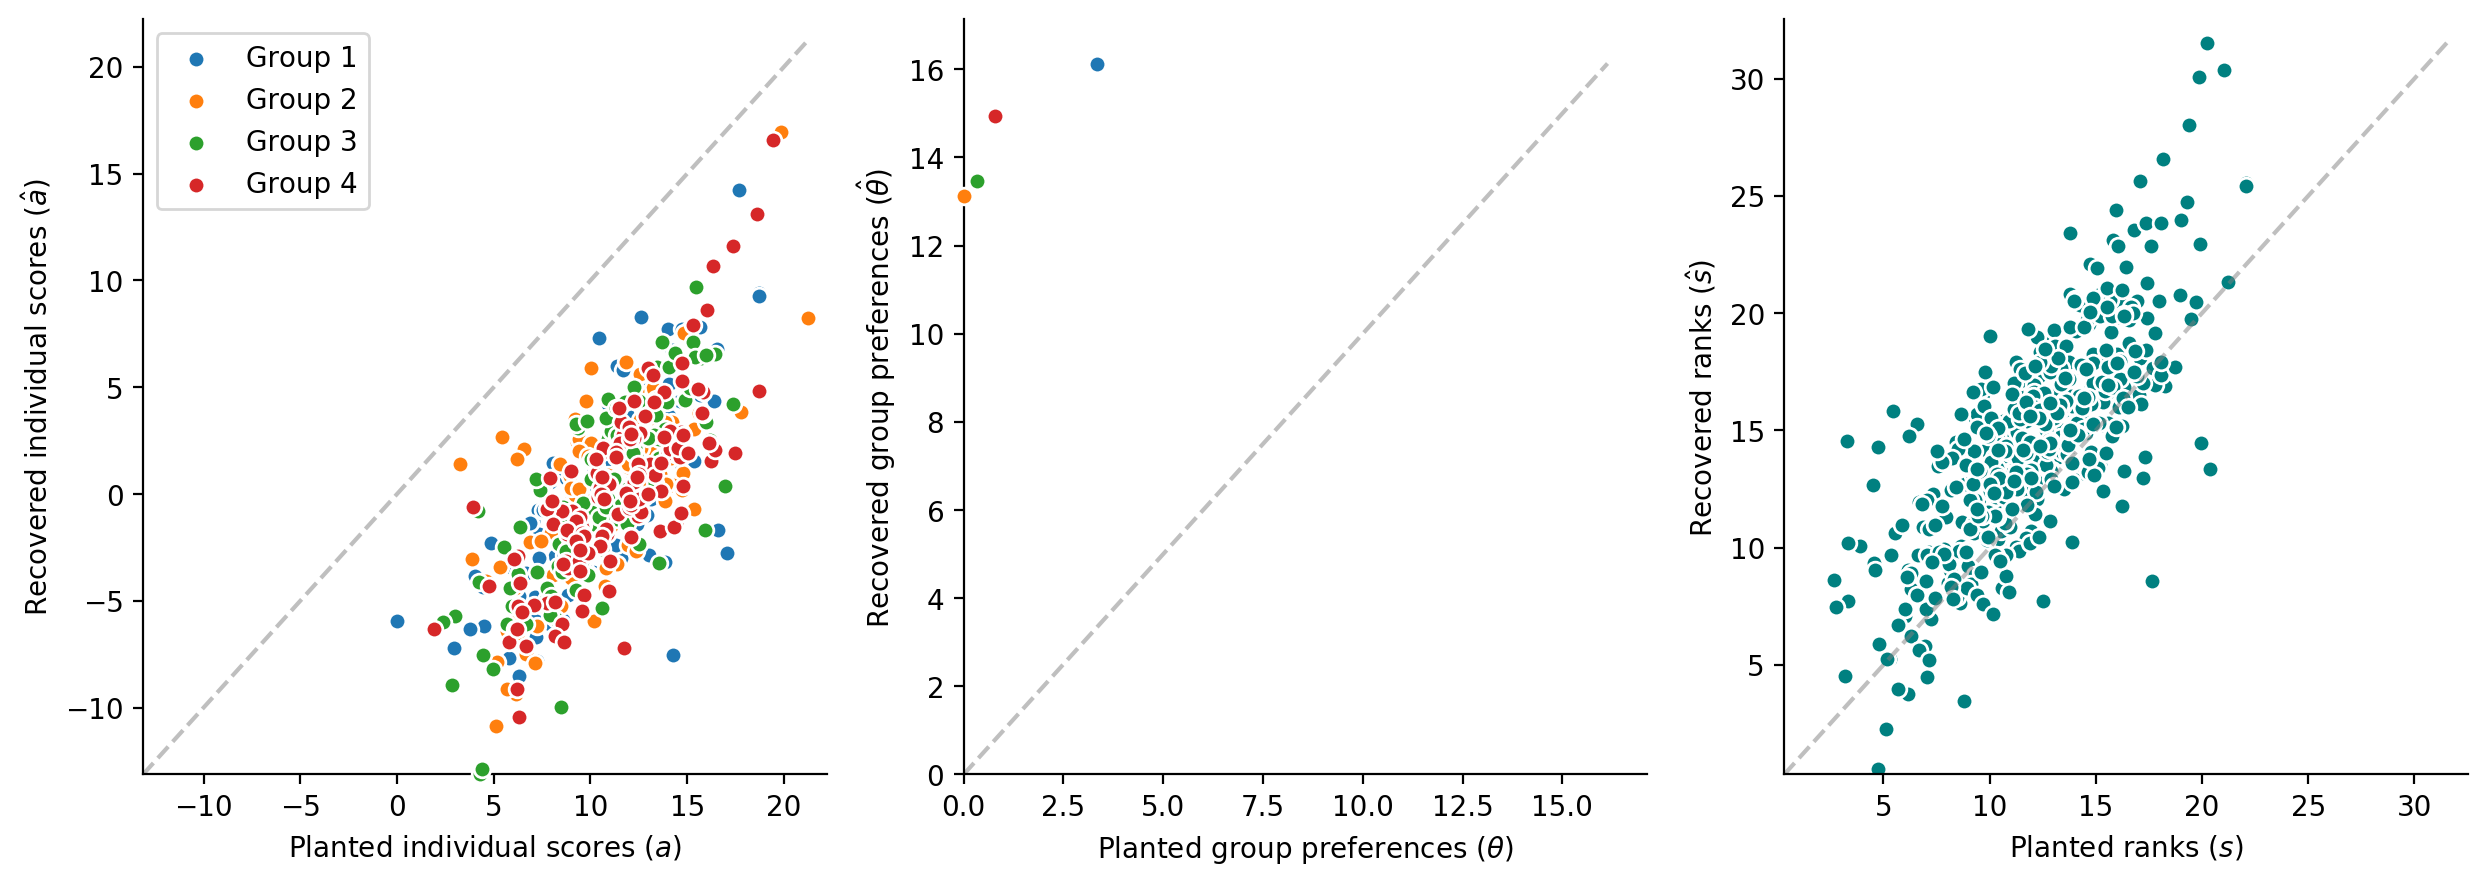 Group 1
Group 2
Group 3
Group 4
20
15
10
5
0
−5
−10
−10 −5 0 5 10 15 20
Recovered individual scores (â)
Planted individual scores (a)
16
14
12
10
8
6
4
2
0
0.0 2.5 5.0 7.5 10.0 12.5 15.0
Recovered group preferences (θ̂)
Planted group preferences (θ)
30
25
20
15
10
5
5 10 15 20 25 30
Recovered ranks (ŝ)
Planted ranks (s)